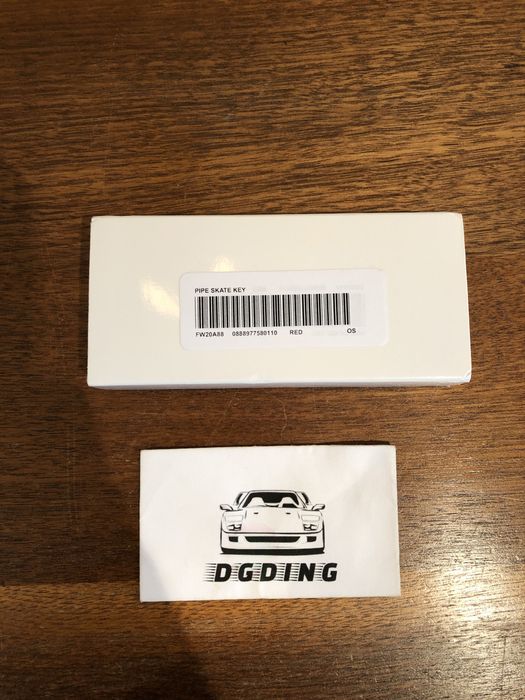 PIPE SKATE KEY
FW20A88 0888977580110 RED OS
DGDING